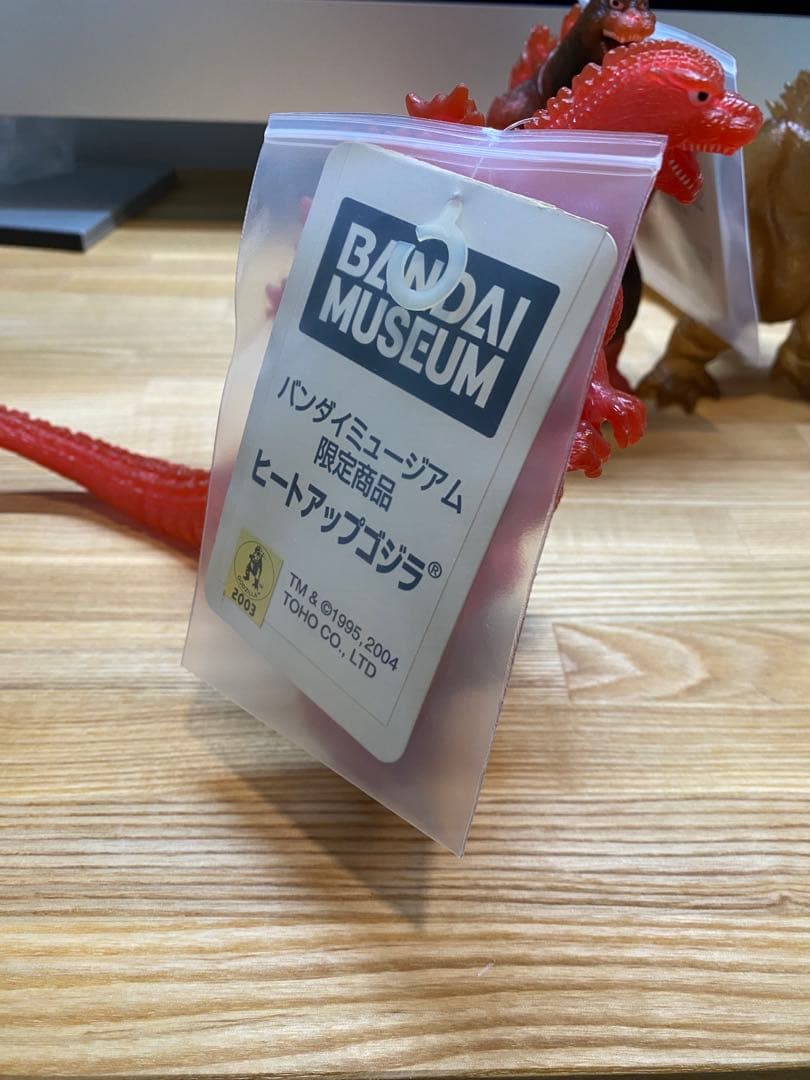 BANDAI
MUSEUM
バンダイミュージアム
限定商品
ヒートアップゴジラ®
2003
TM & ©1995, 2004
TOHO CO., LTD